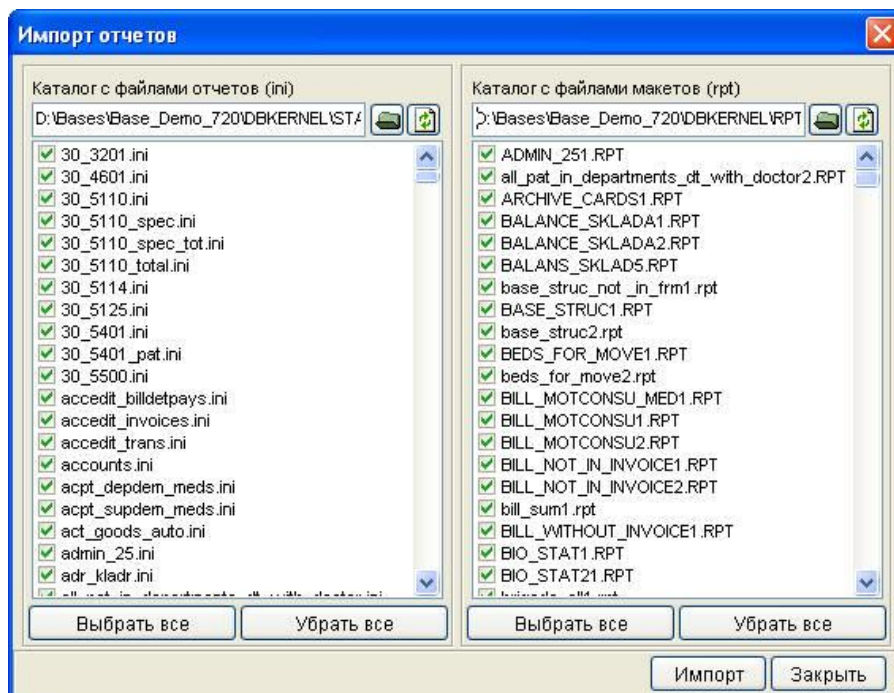 Импорт отчетов
Каталог с файлами отчетов (ini)
D:\Bases\Base_Demo_720\DBKERNEL\STA
30_3201.ini
30_4601.ini
30_5110.ini
30_5110_spec.ini
30_5110_spec_tot.ini
30_5110_total.ini
30_5114.ini
30_5125.ini
30_5401.ini
30_5401_pat.ini
30_5500.ini
accedit_billdetpays.ini
accedit_invoices.ini
accedit_trans.ini
accounts.ini
acpt_depdem_meds.ini
acpt_supdem_meds.ini
act_goods_auto.ini
admin_25.ini
adr_kladr.ini
all_pat_in_departments_dt_with_doctor.ini
Выбрать все
Убрать все
Каталог с файлами макетов (rpt)
D:\Bases\Base_Demo_720\DBKERNEL\RPT
ADMIN_251.RPT
all_pat_in_departments_dt_with_doctor2.RPT
ARCHIVE_CARDS1.RPT
BALANCE_SKLADA1.RPT
BALANCE_SKLADA2.RPT
BALANS_SKLAD5.RPT
base_struc_not _in_frm1.rpt
BASE_STRUC1.RPT
base_struc2.rpt
BEDS_FOR_MOVE1.RPT
beds_for_move2.rpt
BILL_MOTCONSU_MED1.RPT
BILL_MOTCONSU1.RPT
BILL_MOTCONSU2.RPT
BILL_NOT_IN_INVOICE1.RPT
BILL_NOT_IN_INVOICE2.RPT
bill_sum1.rpt
BILL_WITHOUT_INVOICE1.RPT
BIO_STAT1.RPT
BIO_STAT21.RPT
Выбрать все
Убрать все
Импорт
Закрыть